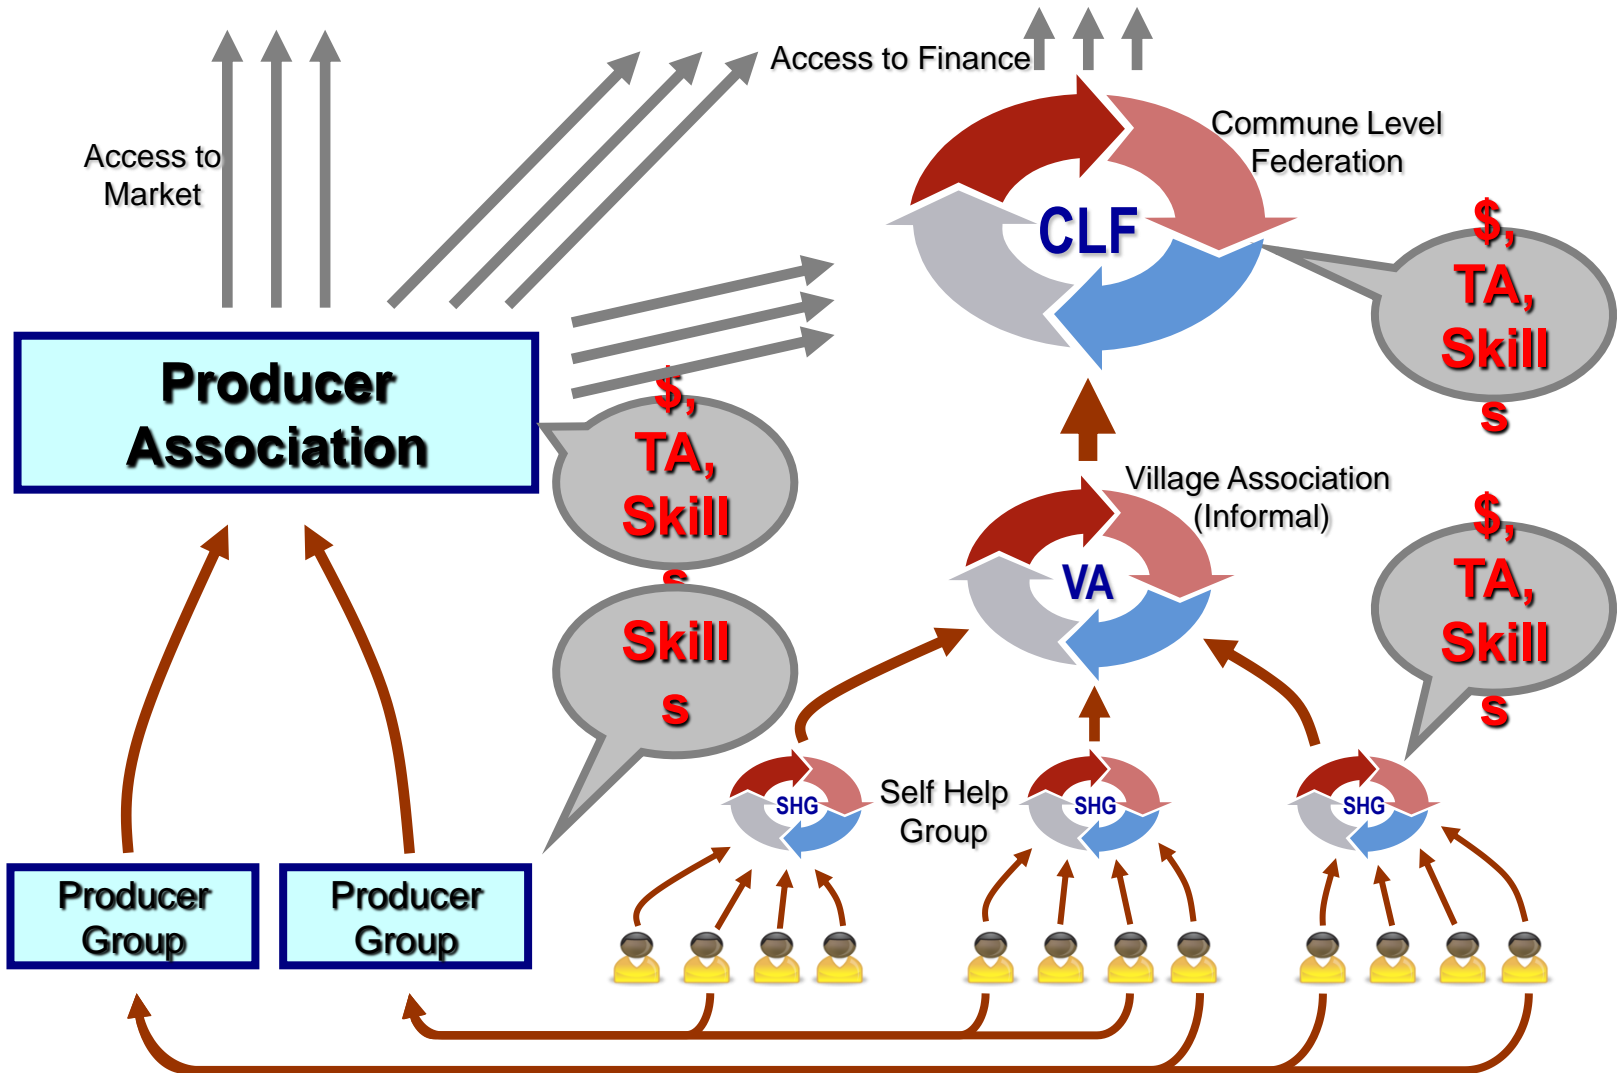 Access to Finance
Access to
Market
Commune Level
Federation
CLF
$,
TA,
Skill
s
Producer
Association
$,
TA,
Skill
s
Village Association
(Informal)
VA
$,
TA,
Skill
s
Skill
s
SHG
Self Help
Group
SHG
SHG
Producer
Group
Producer
Group